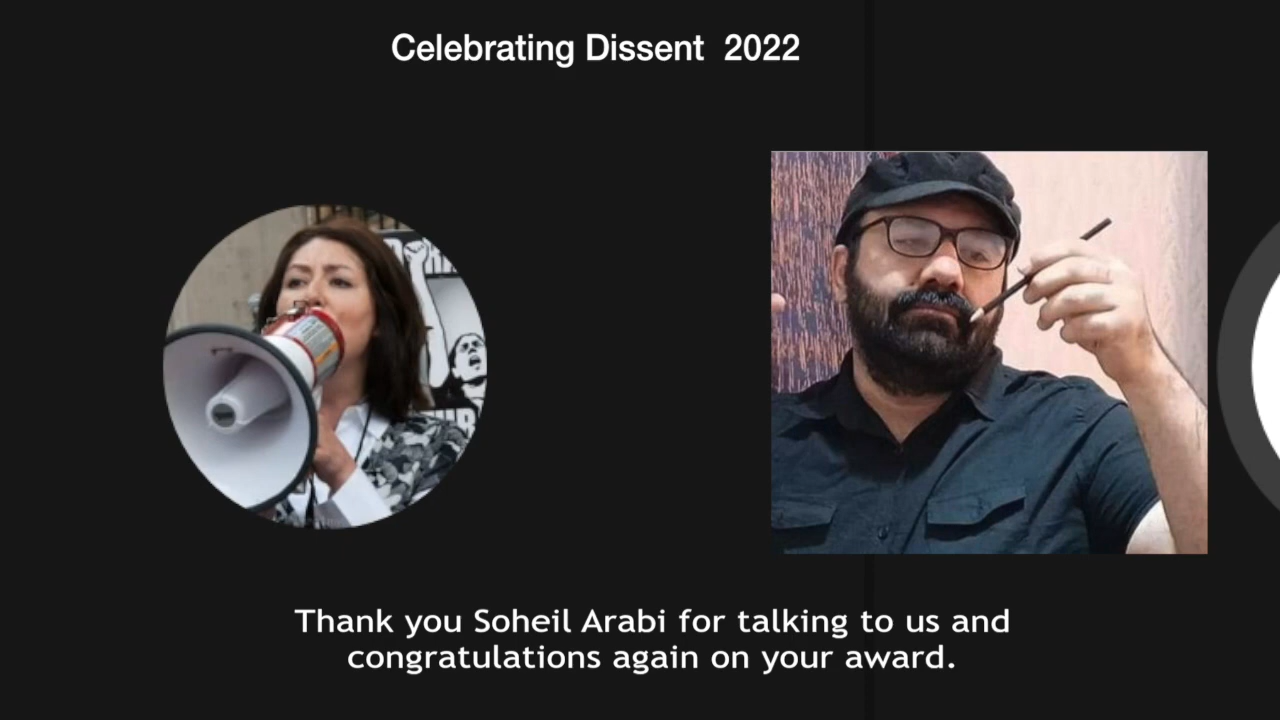 Celebrating Dissent 2022
Thank you Soheil Arabi for talking to us and
congratulations again on your award.